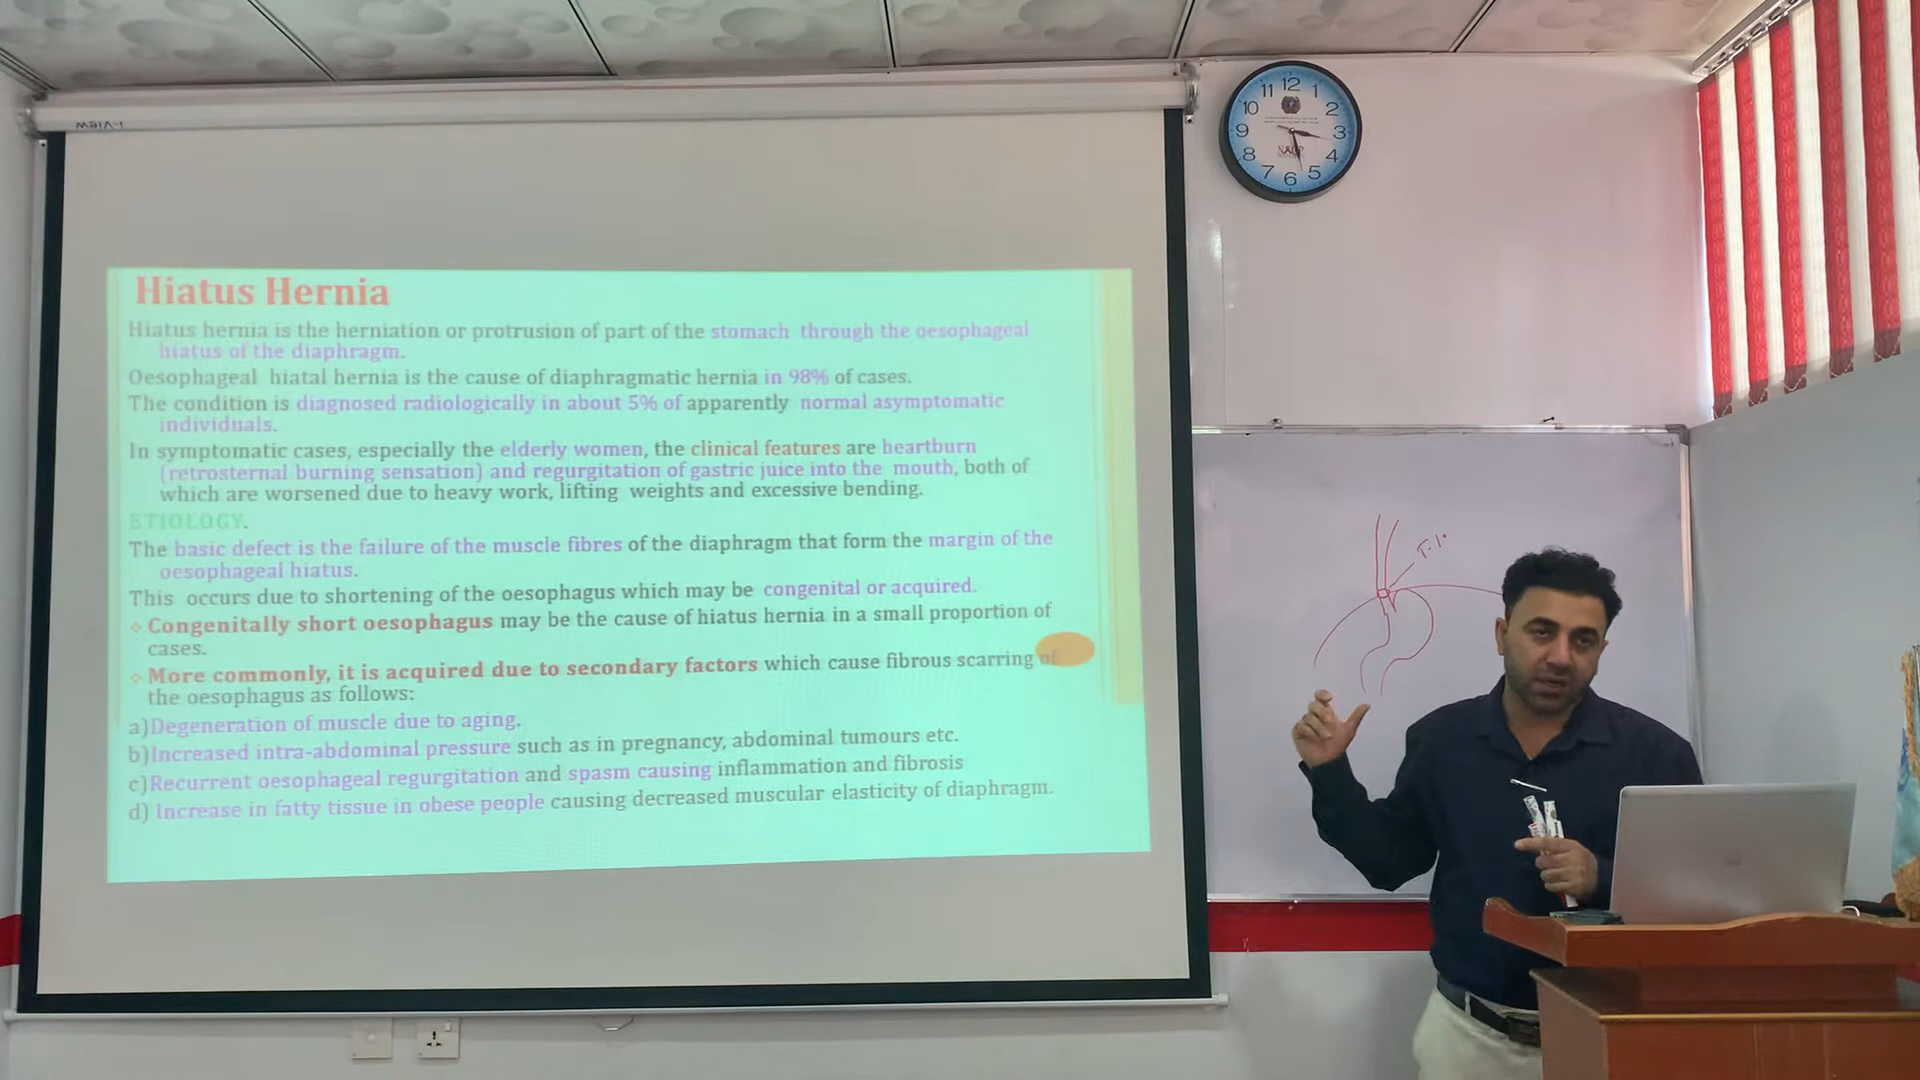 I-VIEW
Hiatus Hernia
Hiatus hernia is the herniation or protrusion of part of the stomach through the oesophageal
hiatus of the diaphragm.
Oesophageal hiatal hernia is the cause of diaphragmatic hernia in 98% of cases.
The condition is diagnosed radiologically in about 5% of apparently normal asymptomatic
individuals.
In symptomatic cases, especially the elderly women, the clinical features are heartburn
(retrosternal burning sensation) and regurgitation of gastric juice into the mouth, both of
which are worsened due to heavy work, lifting weights and excessive bending.
ETIOLOGY.
The basic defect is the failure of the muscle fibres of the diaphragm that form the margin of the
oesophageal hiatus.
This occurs due to shortening of the oesophagus which may be congenital or acquired.
Congenitally short oesophagus may be the cause of hiatus hernia in a small proportion of
cases.
More commonly, it is acquired due to secondary factors which cause fibrous scarring of
the oesophagus as follows:
a)Degeneration of muscle due to aging.
b)Increased intra-abdominal pressure such as in pregnancy, abdominal tumours etc.
c)Recurrent oesophageal regurgitation and spasm causing inflammation and fibrosis
d) Increase in fatty tissue in obese people causing decreased muscular elasticity of diaphragm.
12
1
2
3
4
5
6
7
8
9
10
11
T-10